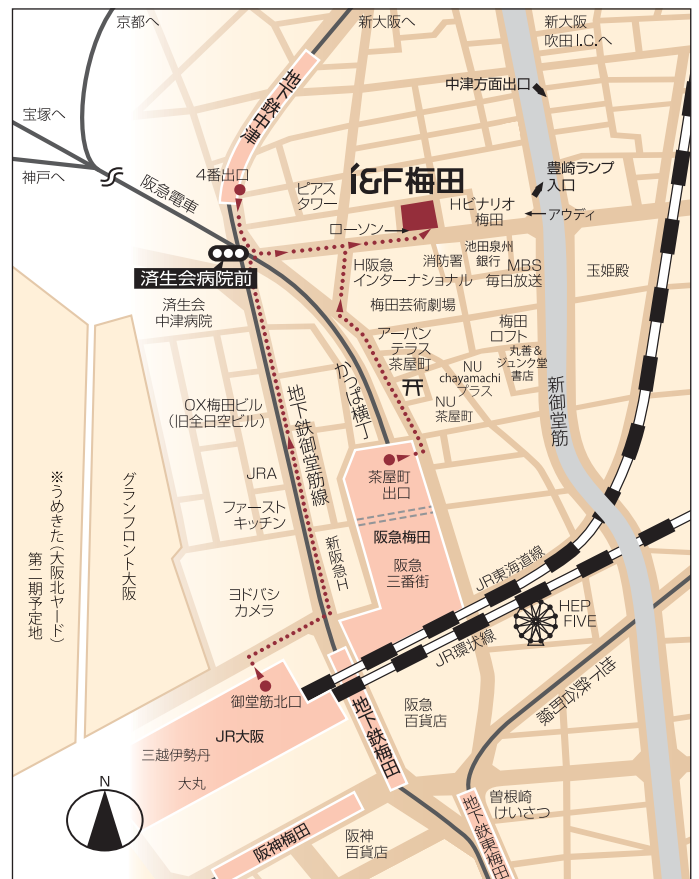 京都へ
新大阪へ
新大阪
吹田I.C.へ
宝塚へ
神戸へ
阪急電車
地下鉄中津
4番出口
中津方面出口
豊崎ランプ
入口
アウディ
ピアス
タワー
i&F梅田
ローソン
Hビナリオ
梅田
済生会病院前
済生会
中津病院
H阪急
インターナショナル
消防署
池田泉州
銀行
MBS
毎日放送
玉姫殿
梅田芸術劇場
アーバン
テラス
茶屋町
梅田
ロフト
丸善&
ジュンク堂
書店
NU
chayamachi
プラス
NU
茶屋町
新御堂筋
かっぱ横丁
地下鉄御堂筋線
OX梅田ビル
(旧全日空ビル)
JRA
ファースト
キッチン
新阪急H
茶屋町
出口
阪急梅田
阪急
三番街
グランフロント大阪
※うめきた(大阪北ヤード)
第二期予定地
ヨドバシ
カメラ
JR東海道線
JR環状線
HEP
FIVE
地下鉄谷町線
御堂筋北口
JR大阪
三越伊勢丹
大丸
地下鉄梅田
阪急
百貨店
N
阪神梅田
阪神
百貨店
曽根崎
けいさつ
地下鉄東梅田